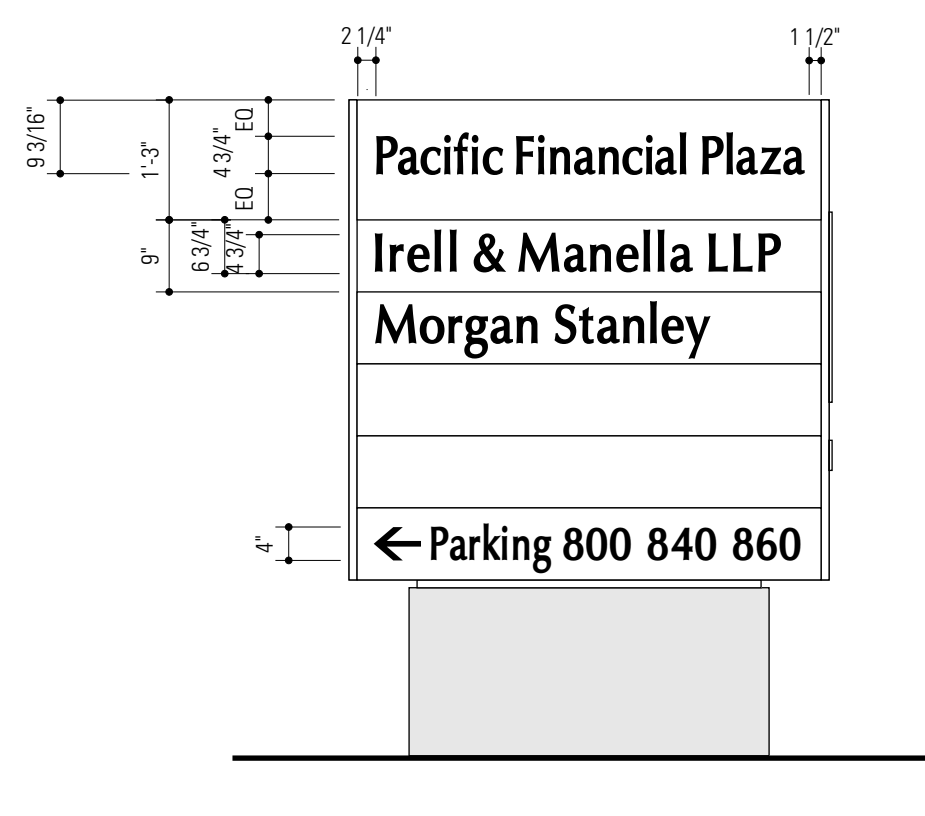 2 1/4" 1 1/2"
9 3/16"
1'-3"
EQ
4 3/4"
EQ
Pacific Financial Plaza
9"
6 3/4"
4 3/4"
Irell & Manella LLP
Morgan Stanley
4"
Parking 800 840 860